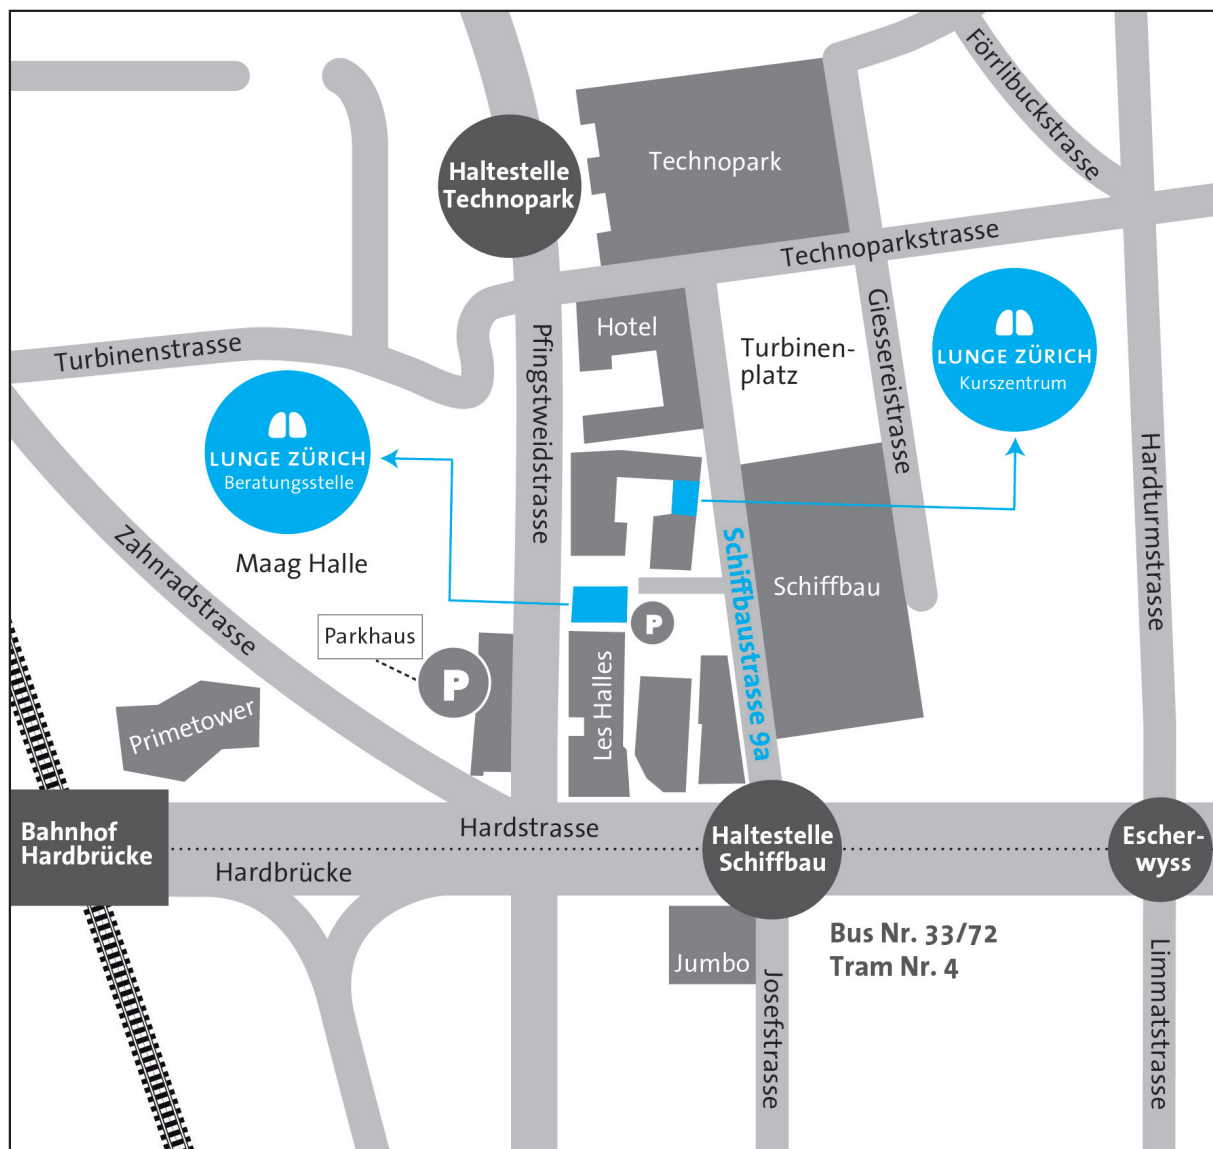 Förrlibuckstrasse
Haltestelle
Technopark
Technopark
Technoparkstrasse
Hotel
Turbinen-
platz
Giessereistrasse
LUNGE ZÜRICH
Kurszentrum
Turbinenstrasse
Pfingstweidstrasse
LUNGE ZÜRICH
Beratungsstelle
Hardturmstrasse
Zahnradstrasse
Maag Halle
Schiffbaustrasse 9a
Schiffbau
P
Parkhaus
P
Les Halles
Primetower
Bahnhof
Hardbrücke
Hardstrasse
Hardbrücke
Haltestelle
Schiffbau
Escher-
wyss
Bus Nr. 33/72
Tram Nr. 4
Jumbo
Josefstrasse
Limmatstrasse